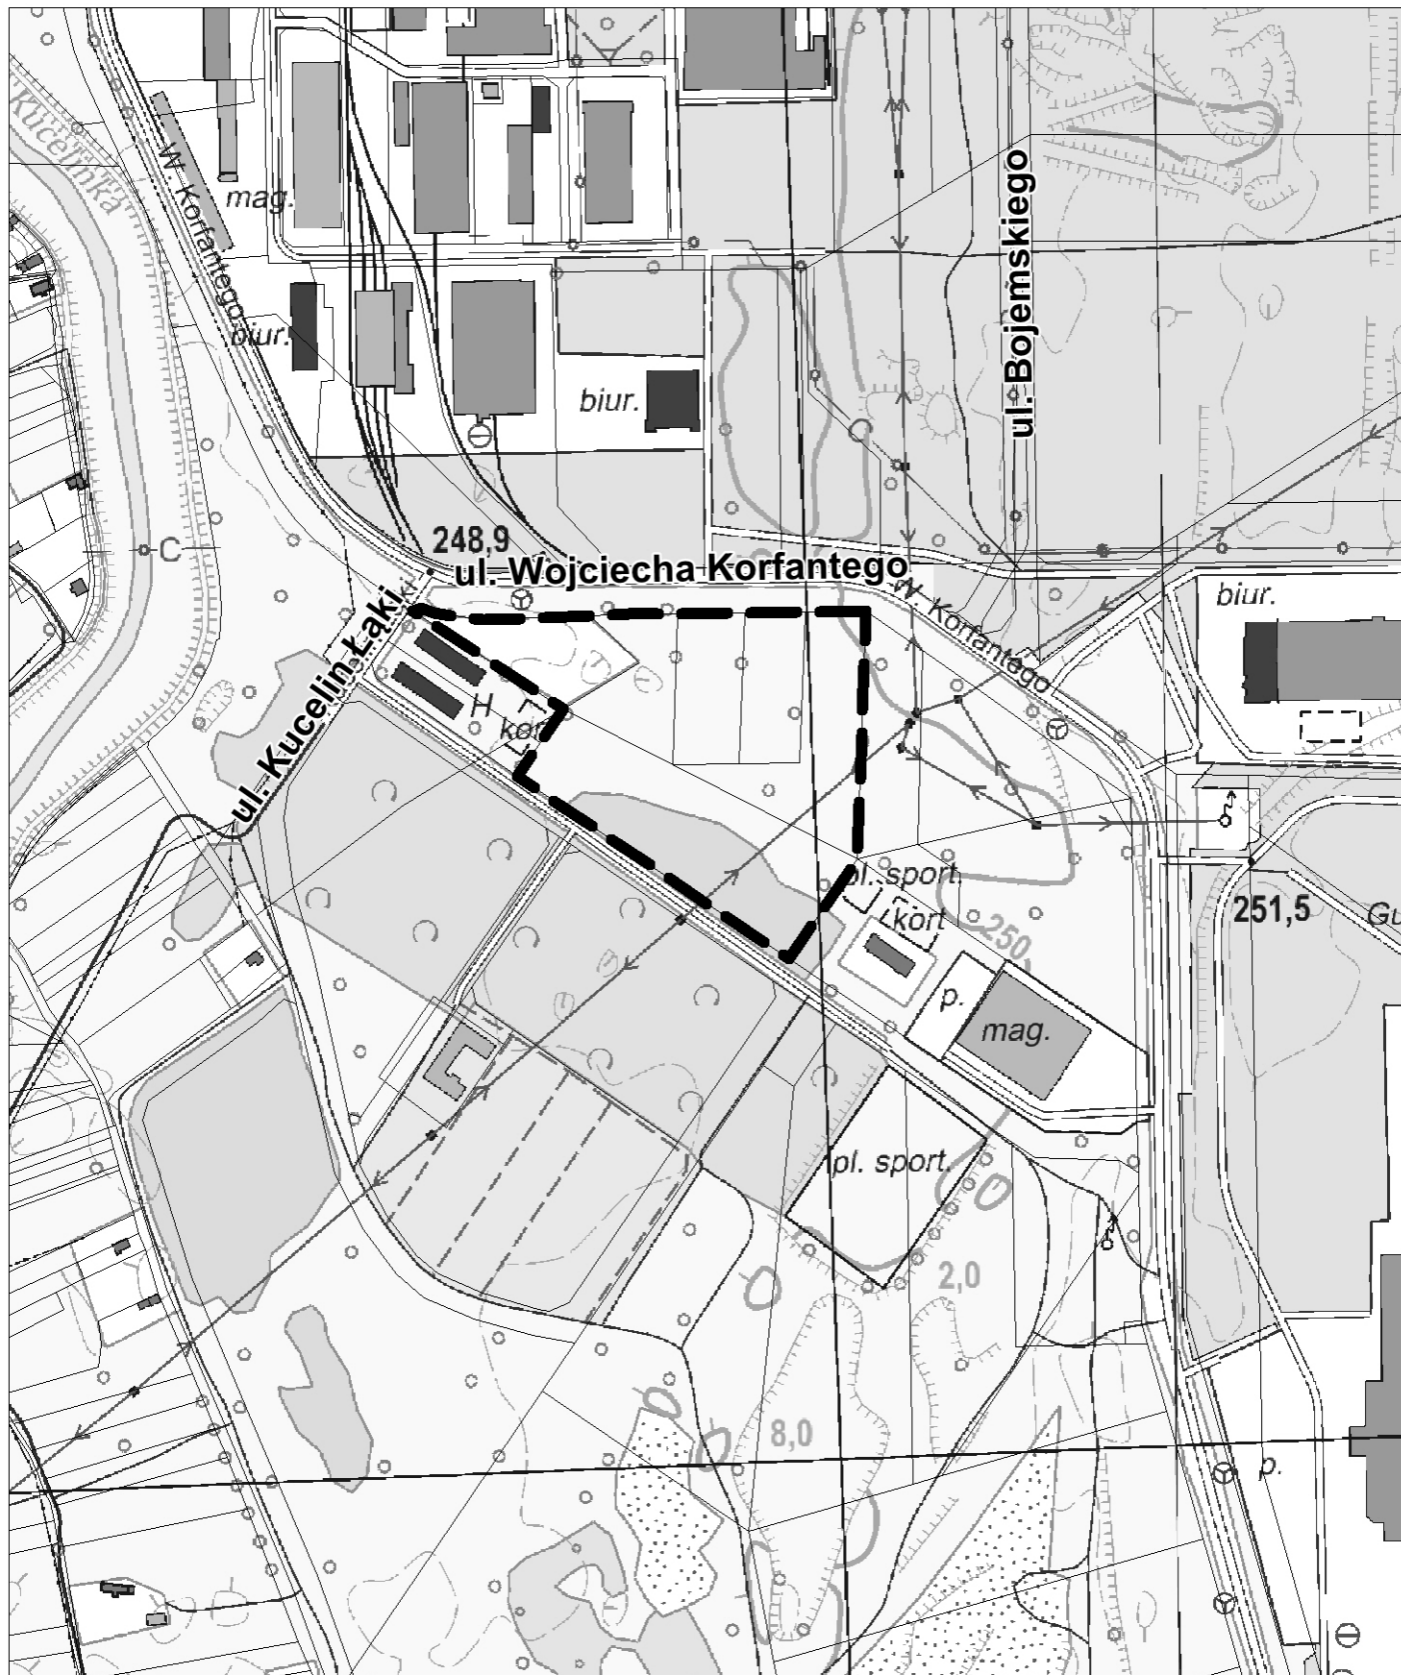 Kucelinka
W. Korfantego
mag.
ul. Bojemskiego
biur.
biur.
248,9
ul. Wojciecha Korfantego
W. Korfantego
biur.
ul. Kucelin-Łąki
H
kort
C
pl. sport.
kort
251,5
250
p.
mag.
pl. sport.
2,0
8,0
p.